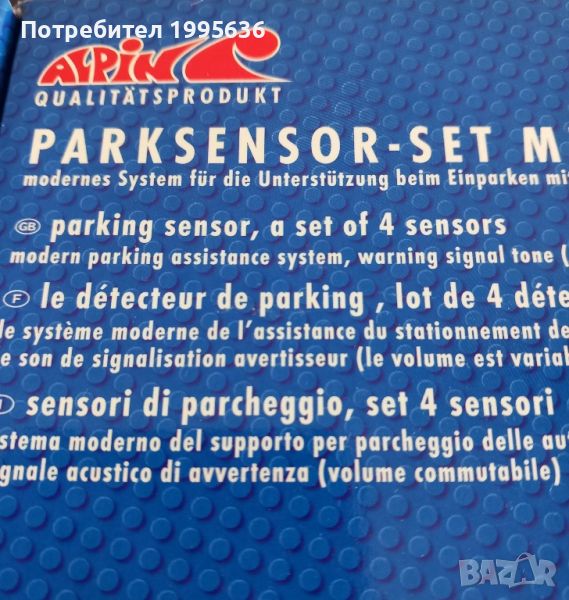 Потребител 1995636
ALPIN
QUALITÄTSPRODUKT
PARKSENSOR-SET M
modernes System für die Unterstützung beim Einparken mi
GB parking sensor, a set of 4 sensors
modern parking assistance system, warning signal tone (
F le détecteur de parking , lot de 4 déte
le système moderne de l'assistance du stationnement de
e son de signalisation avertisseur (le volume est variab
I sensori di parcheggio, set 4 sensori
stema moderno del supporto per parcheggio delle au
gnale acustico di avvertenza (volume commutabile)
BAZAR